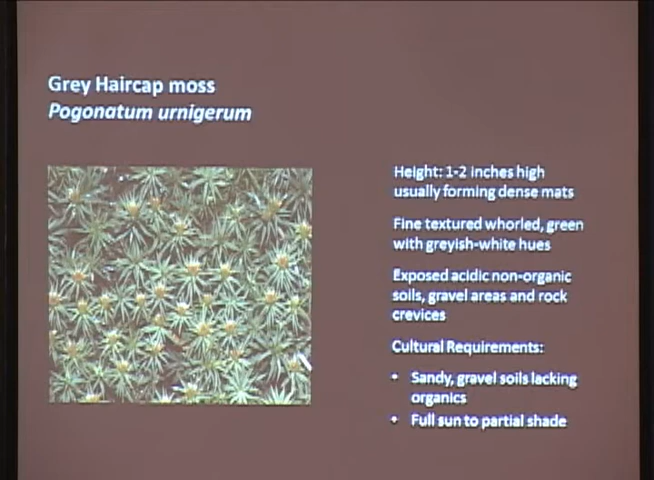 Grey Haircap moss
Pogonatum urnigerum
Height: 1-2 inches high
usually forming dense mats
Fine textured whorled, green
with greyish-white hues
Exposed acidic non-organic
soils, gravel areas and rock
crevices
Cultural Requirements:
• Sandy, gravel soils lacking
organics
• Full sun to partial shade